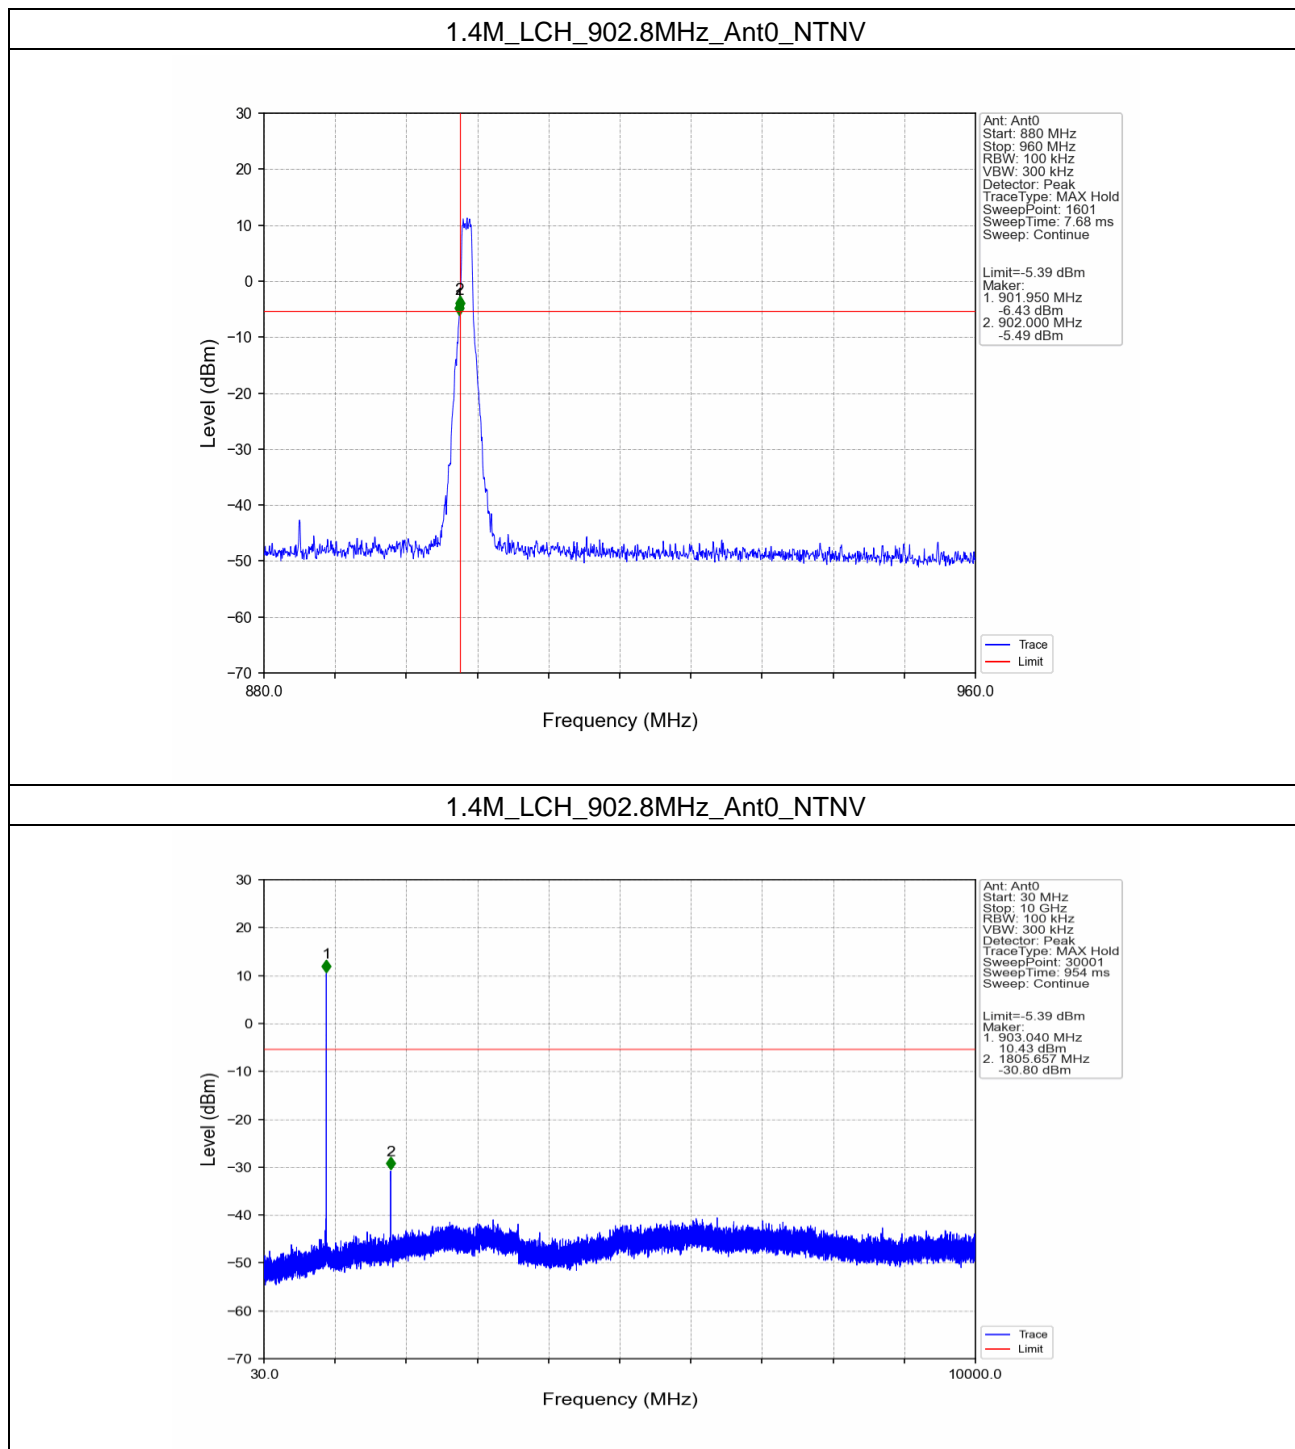 1.4M_LCH_902.8MHz_Ant0_NTNV
30
20
10
0
−10
−20
−30
−40
−50
−60
−70
Level (dBm)
2
880.0
960.0
Frequency (MHz)
Ant: Ant0
Start: 880 MHz
Stop: 960 MHz
RBW: 100 kHz
VBW: 300 kHz
Detector: Peak
TraceType: MAX Hold
SweepPoint: 1601
SweepTime: 7.68 ms
Sweep: Continue
Limit=-5.39 dBm
Maker:
1. 901.950 MHz
-6.43 dBm
2. 902.000 MHz
-5.49 dBm
Trace
Limit
1.4M_LCH_902.8MHz_Ant0_NTNV
30
20
10
0
−10
−20
−30
−40
−50
−60
−70
Level (dBm)
1
2
30.0
10000.0
Frequency (MHz)
Ant: Ant0
Start: 30 MHz
Stop: 10 GHz
RBW: 100 kHz
VBW: 300 kHz
Detector: Peak
TraceType: MAX Hold
SweepPoint: 30001
SweepTime: 954 ms
Sweep: Continue
Limit=-5.39 dBm
Maker:
1. 903.040 MHz
10.43 dBm
2. 1805.657 MHz
-30.80 dBm
Trace
Limit